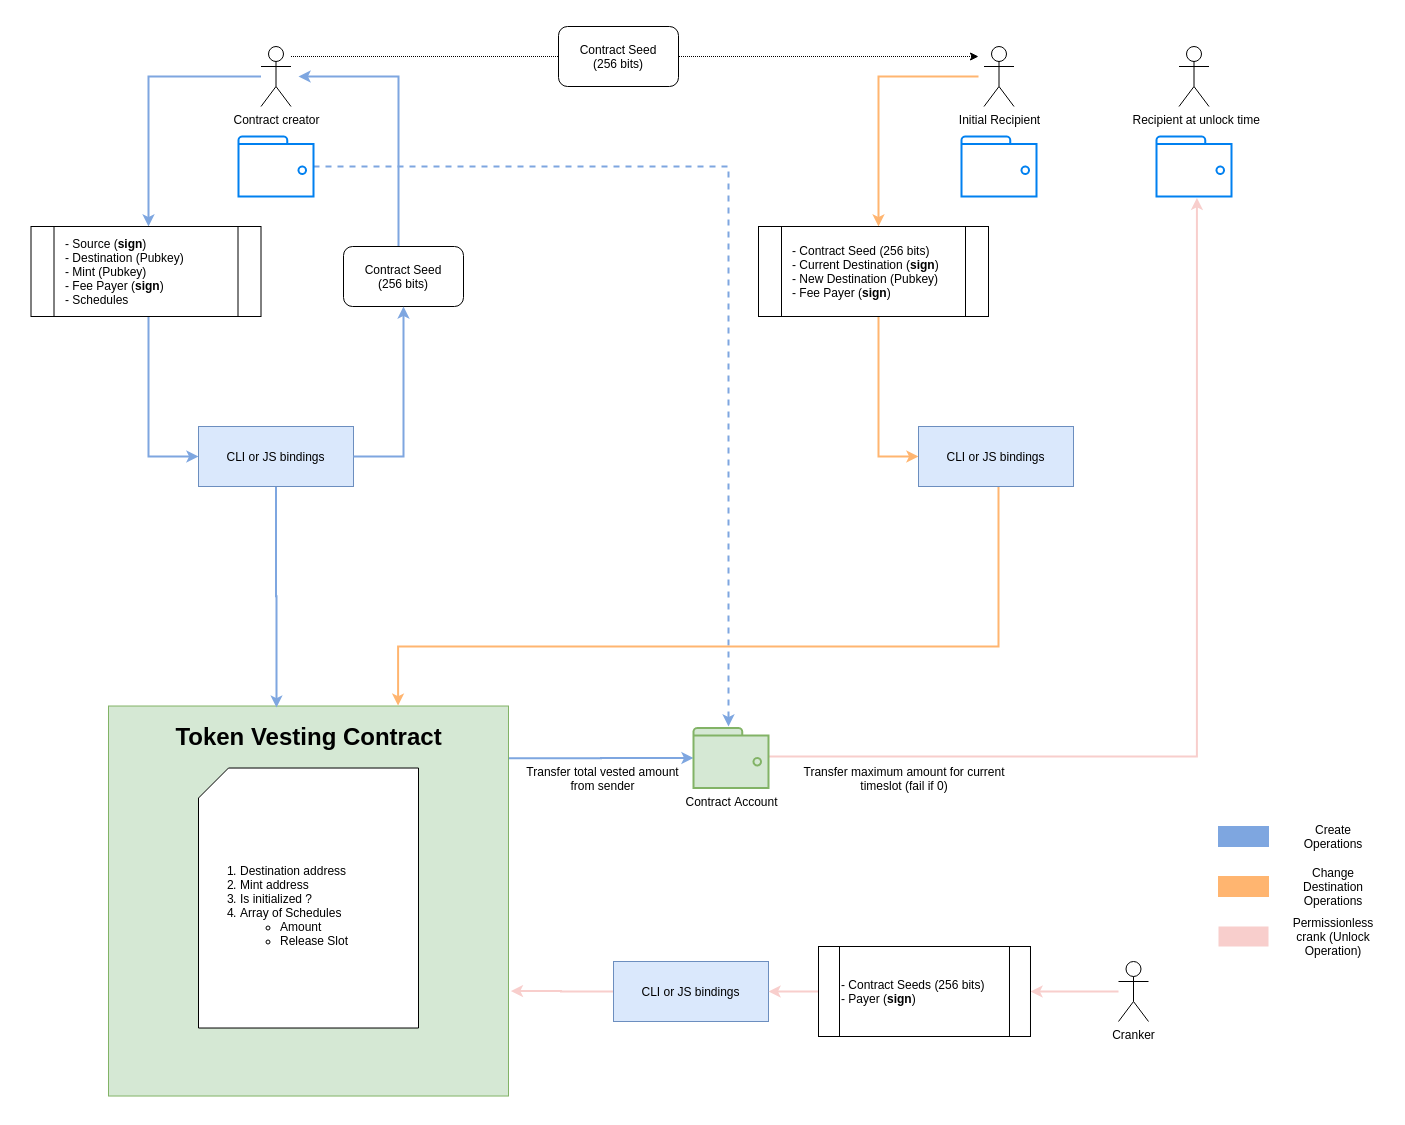 Contract Seed
(256 bits)
Contract creator
Initial Recipient
Recipient at unlock time
- Source (sign)
- Destination (Pubkey)
- Mint (Pubkey)
- Fee Payer (sign)
- Schedules
Contract Seed
(256 bits)
- Contract Seed (256 bits)
- Current Destination (sign)
- New Destination (Pubkey)
- Fee Payer (sign)
CLI or JS bindings
CLI or JS bindings
Token Vesting Contract
1. Destination address
2. Mint address
3. Is initialized ?
4. Array of Schedules
Amount
Release Slot
Transfer total vested amount
from sender
Contract Account
Transfer maximum amount for current
timeslot (fail if 0)
Create
Operations
Change
Destination
Operations
Permissionless
crank (Unlock
Operation)
CLI or JS bindings
- Contract Seeds (256 bits)
- Payer (sign)
Cranker